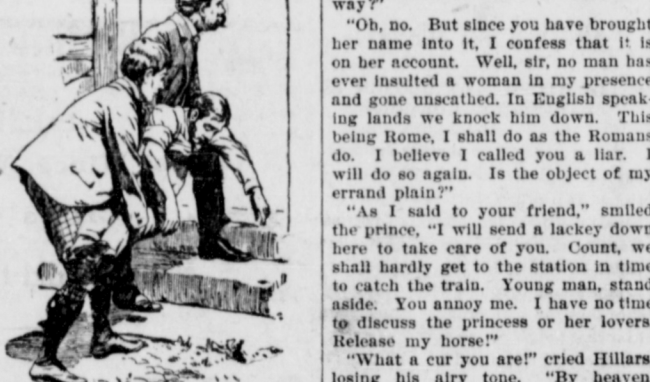 way?"
"Oh, no. But since you have brought
her name into it, I confess that it is
on her account. Well, sir, no man has
ever insulted a woman in my presence
and gone unscathed. In English speak-
ing lands we knock him down. This
being Rome, I shall do as the Romans
do. I believe I called you a liar. I
will do so again. Is the object of my
errand plain?"
"As I said to your friend," smiled
the prince, "I will send a lackey down
here to take care of you. Count, we
shall hardly get to the station in time
to catch the train. Young man, stand
aside. You annoy me. I have no time
to discuss the princess or her lovers.
Release my horse!"
"What a cur you are!" cried Hillars,
losing his airy tone. "By heaven,